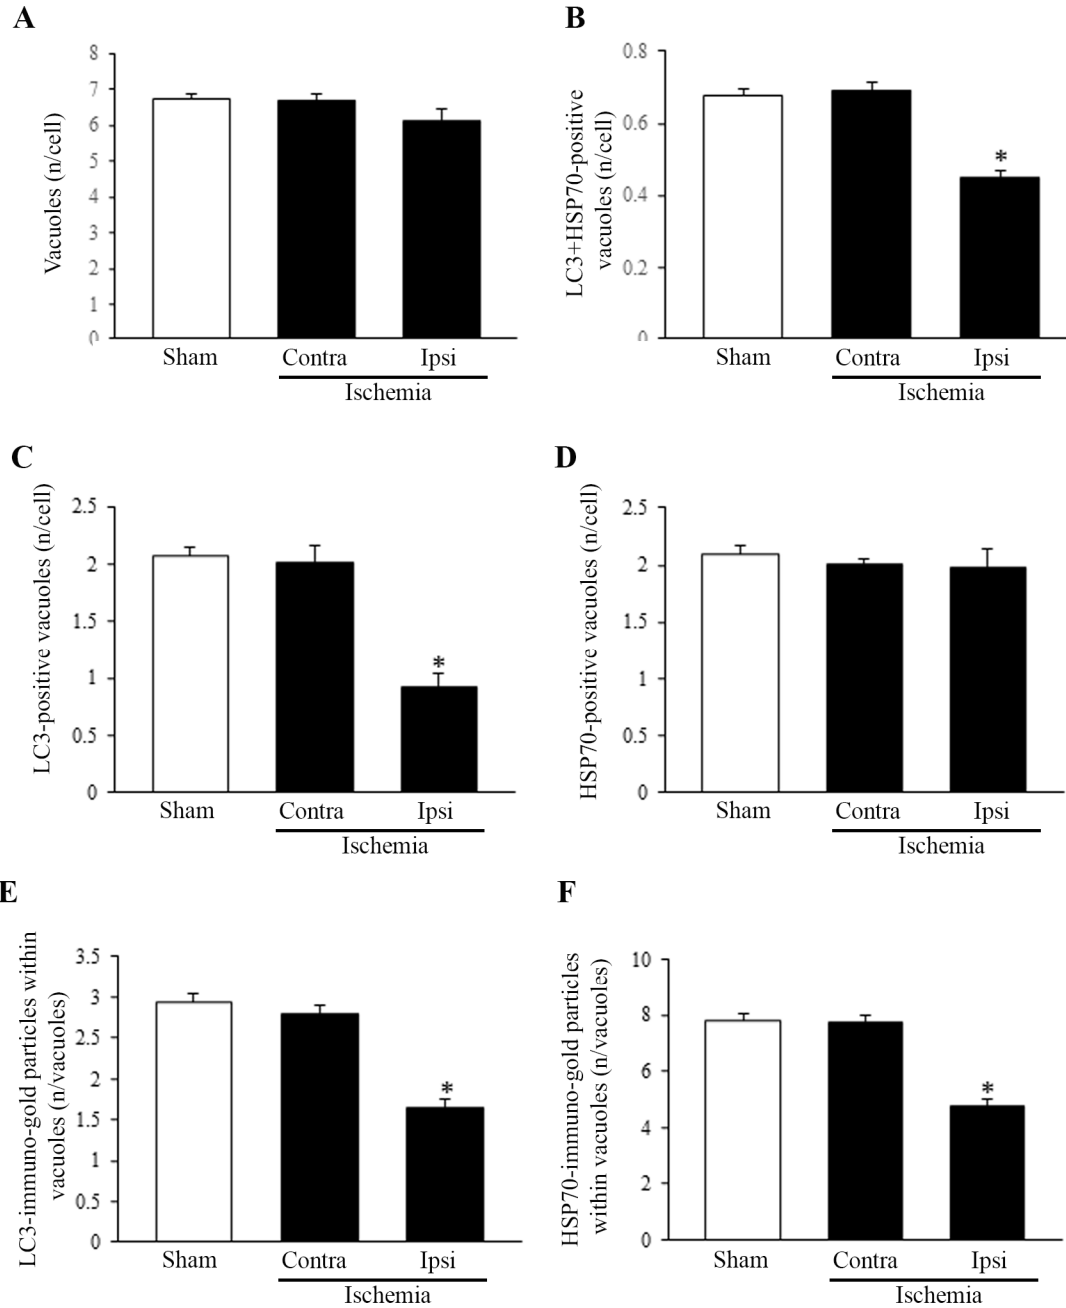 A
Vacuoles (n/cell)
8
7
6
5
4
3
2
1
0
Sham
Contra
Ipsi
Ischemia
B
LC3+HSP70-positive
vacuoles (n/cell)
0.8
0.6
0.4
0.2
0
*
Sham
Contra
Ipsi
Ischemia
C
LC3-positive vacuoles (n/cell)
2.5
2
1.5
1
0.5
0
*
Sham
Contra
Ipsi
Ischemia
D
HSP70-positive vacuoles (n/cell)
2.5
2
1.5
1
0.5
0
Sham
Contra
Ipsi
Ischemia
E
LC3-immuno-gold particles within
vacuoles (n/vacuoles)
3.5
3
2.5
2
1.5
1
0.5
0
*
Sham
Contra
Ipsi
Ischemia
F
HSP70-immuno-gold particles
within vacuoles (n/vacuoles)
10
8
6
4
2
0
*
Sham
Contra
Ipsi
Ischemia